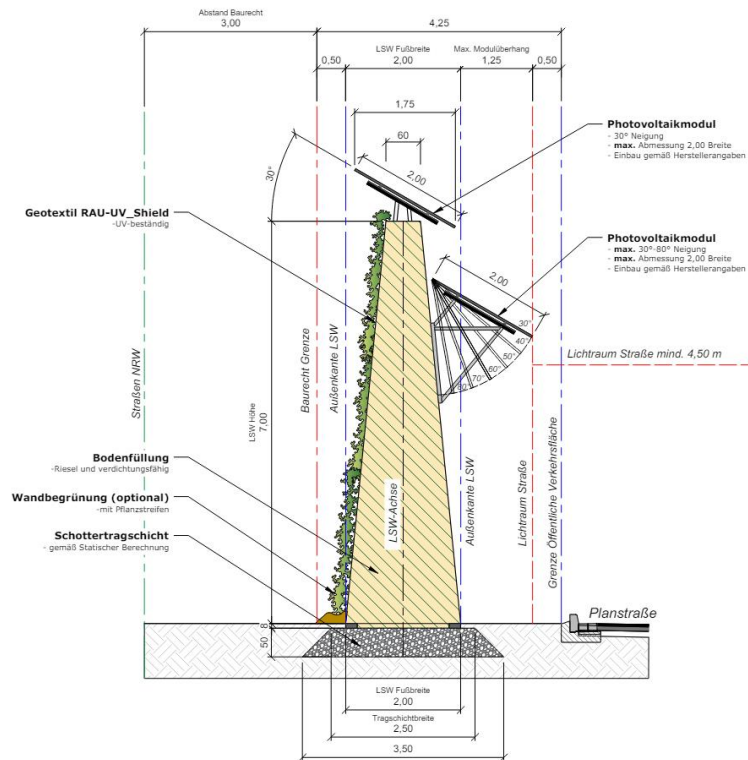 Abstand Baurecht
3,00
4,25
LSW Fußbreite
Max. Modulüberhang
0,50
2,00
1,25
0,50
1,75
60
Photovoltaikmodul
- 30° Neigung
- max. Abmessung 2,00 Breite
- Einbau gemäß Herstellerangaben
30°
2,00
Geotextil RAU-UV_Shield
-UV-beständig
Photovoltaikmodul
- max. 30°-80° Neigung
- max. Abmessung 2,00 Breite
- Einbau gemäß Herstellerangaben
2,00
30°
40°
50°
60°
70°
80°
Lichtraum Straße mind. 4,50 m
Straßen NRW
LSW Höhe
7,00
Baurecht Grenze
Außenkante LSW
LSW-Achse
Außenkante LSW
Lichtraum Straße
Grenze Öffentliche Verkehrsfläche
Bodenfüllung
-Riesel und verdichtungsfähig
Wandbegrünung (optional)
-mit Pflanzstreifen
Schottertragschicht
- gemäß Statischer Berechnung
Planstraße
8
50
LSW Fußbreite
2,00
Tragschichtbreite
2,50
3,50